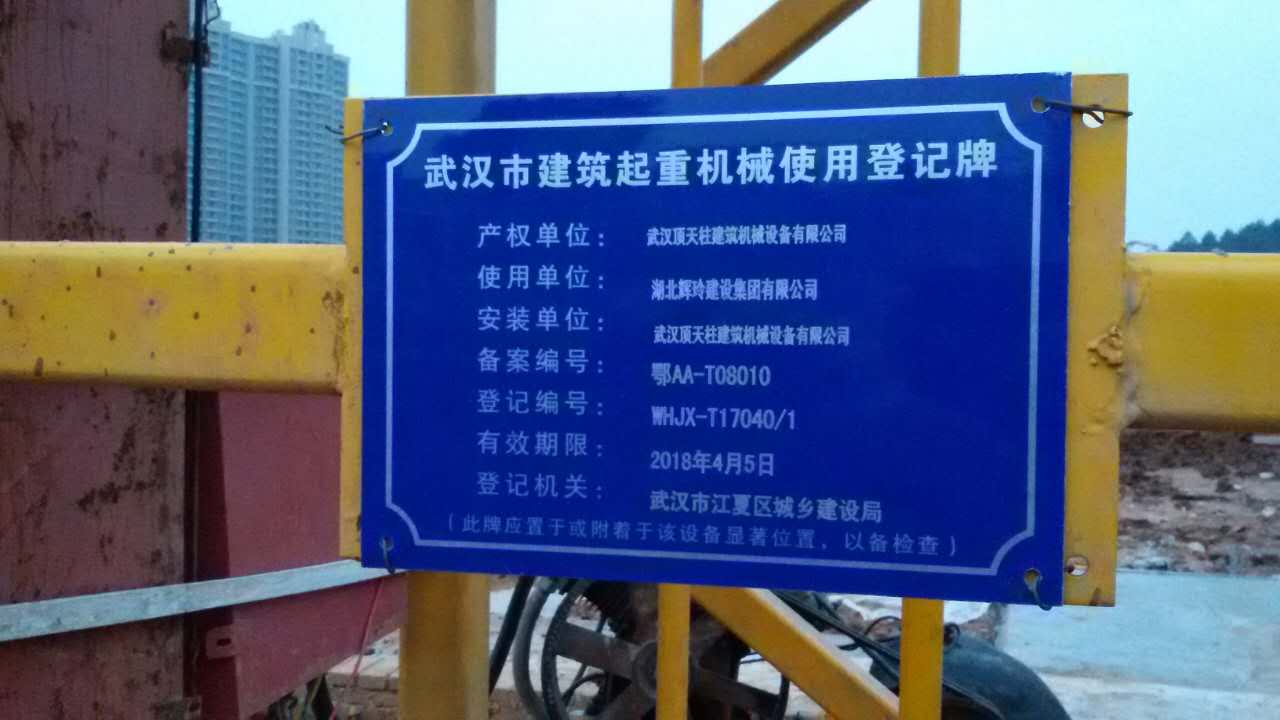 武汉市建筑起重机械使用登记牌
产权单位： 武汉顶天柱建筑机械设备有限公司
使用单位： 湖北辉玲建设集团有限公司
安装单位： 武汉顶天柱建筑机械设备有限公司
备案编号： 鄂AA-T08010
登记编号： WHJX-T17040/1
有效期限： 2018年4月5日
登记机关： 武汉市江夏区城乡建设局
（此牌应置于或附着于该设备显著位置，以备检查）